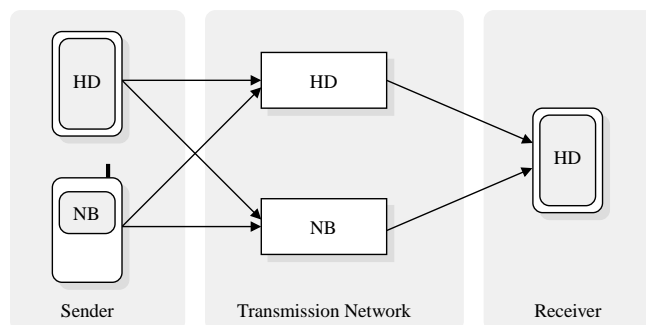 HD
HD
HD
NB
NB
Sender
Transmission Network
Receiver